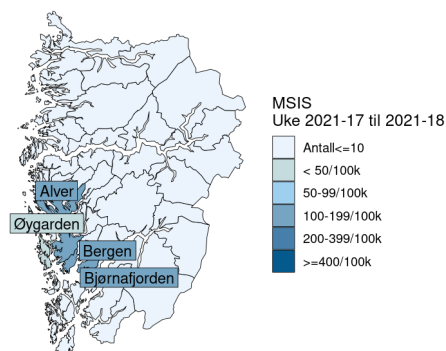 MSIS
Uke 2021-17 til 2021-18
Antall<=10
< 50/100k
50-99/100k
100-199/100k
200-399/100k
>=400/100k
Alver
Øygarden
Bergen
Bjørnafjorden